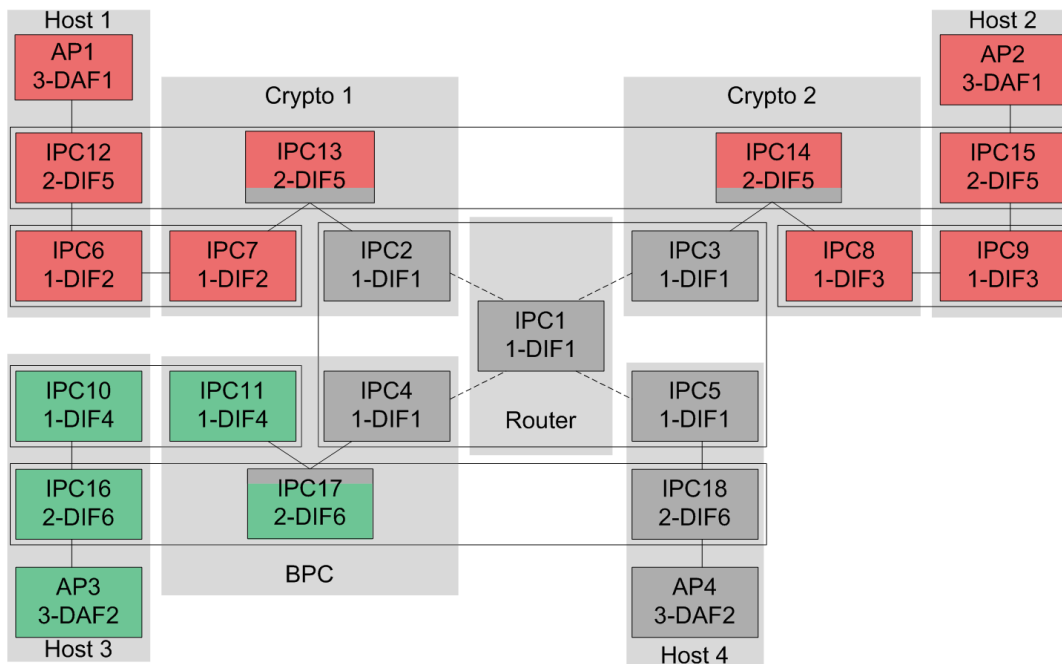 Host 1
Host 2
AP1
3-DAF1
AP2
3-DAF1
Crypto 1
Crypto 2
IPC12
2-DIF5
IPC13
2-DIF5
IPC14
2-DIF5
IPC15
2-DIF5
IPC6
1-DIF2
IPC7
1-DIF2
IPC2
1-DIF1
IPC3
1-DIF1
IPC8
1-DIF3
IPC9
1-DIF3
IPC1
1-DIF1
Router
IPC10
1-DIF4
IPC11
1-DIF4
IPC4
1-DIF1
IPC5
1-DIF1
IPC16
2-DIF6
IPC17
2-DIF6
IPC18
2-DIF6
BPC
AP3
3-DAF2
AP4
3-DAF2
Host 3
Host 4